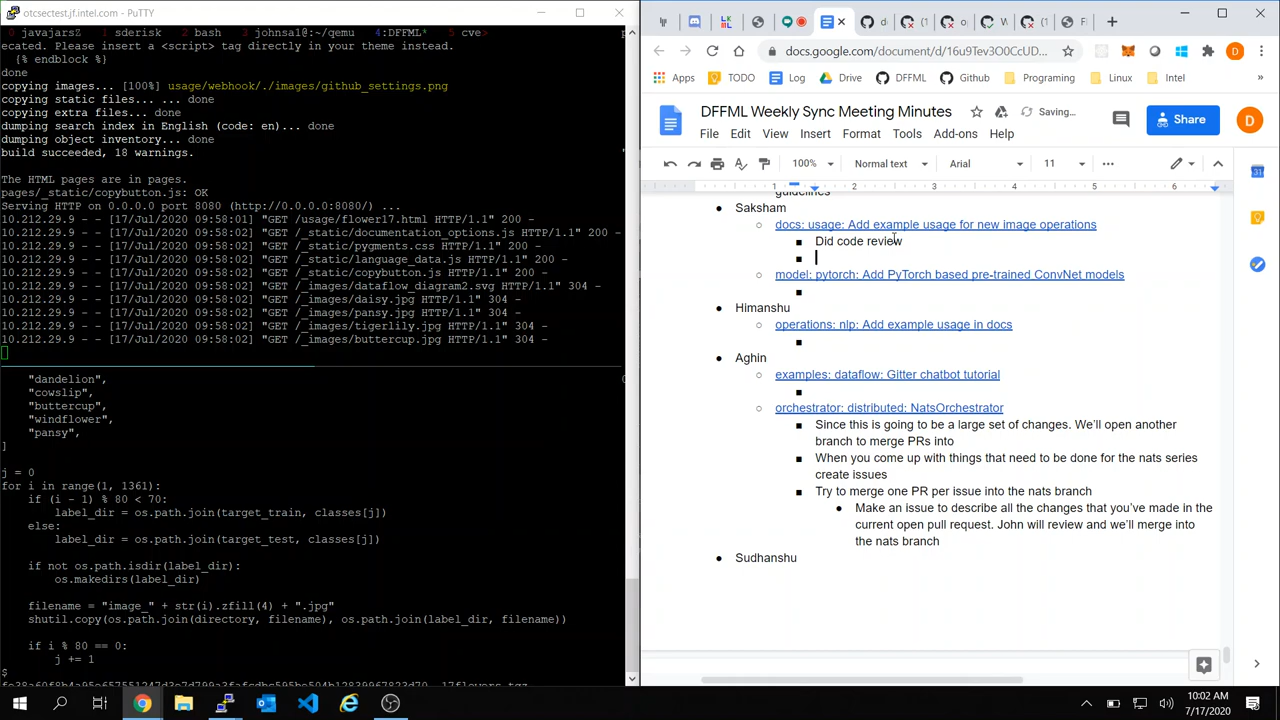 otcsectest.jf.intel.com - PuTTY
0 javajarsZ 1 sderisk 2 bash 3 johnsa1@:~/qemu 4:DFFML* 5 cve>
ecated. Please insert a <script> tag directly in your theme instead.
{% endblock %}
done
copying images... [100%] usage/webhook/./images/github_settings.png
copying static files... ... done
copying extra files... done
dumping search index in English (code: en)... done
dumping object inventory... done
build succeeded, 18 warnings.
The HTML pages are in pages.
pages/_static/copybutton.js: OK
Serving HTTP on 0.0.0.0 port 8080 (http://0.0.0.0:8080/) ...
10.212.29.9 - - [17/Jul/2020 09:58:01] "GET /usage/flower17.html HTTP/1.1" 200 -
10.212.29.9 - - [17/Jul/2020 09:58:02] "GET /_static/documentation_options.js HTTP/1.1" 200 -
10.212.29.9 - - [17/Jul/2020 09:58:02] "GET /_static/pygments.css HTTP/1.1" 200 -
10.212.29.9 - - [17/Jul/2020 09:58:02] "GET /_static/language_data.js HTTP/1.1" 200 -
10.212.29.9 - - [17/Jul/2020 09:58:02] "GET /_static/copybutton.js HTTP/1.1" 200 -
10.212.29.9 - - [17/Jul/2020 09:58:02] "GET /_images/dataflow_diagram2.svg HTTP/1.1" 304 -
10.212.29.9 - - [17/Jul/2020 09:58:02] "GET /_images/daisy.jpg HTTP/1.1" 304 -
10.212.29.9 - - [17/Jul/2020 09:58:02] "GET /_images/pansy.jpg HTTP/1.1" 304 -
10.212.29.9 - - [17/Jul/2020 09:58:02] "GET /_images/tigerlily.jpg HTTP/1.1" 304 -
10.212.29.9 - - [17/Jul/2020 09:58:02] "GET /_images/buttercup.jpg HTTP/1.1" 304 -
"dandelion",
"cowslip",
"buttercup",
"windflower",
"pansy",
]
j = 0
for i in range(1, 1361):
if (i - 1) % 80 < 70:
label_dir = os.path.join(target_train, classes[j])
else:
label_dir = os.path.join(target_test, classes[j])
if not os.path.isdir(label_dir):
os.makedirs(label_dir)
filename = "image_" + str(i).zfill(4) + ".jpg"
shutil.copy(os.path.join(directory, filename), os.path.join(label_dir, filename))
if i % 80 == 0:
j += 1
$
docs.google.com/document/d/16u9Tev3O0CcUD...
Apps TODO Log Drive DFFML Github Programing Linux Intel »
DFFML Weekly Sync Meeting Minutes Saving...
File Edit View Insert Format Tools Add-ons Help
Share
D
100% Normal text Arial 11
1 2 3 4 5 6
guidelines
Saksham
docs: usage: Add example usage for new image operations
Did code review
model: pytorch: Add PyTorch based pre-trained ConvNet models
Himanshu
operations: nlp: Add example usage in docs
Aghin
examples: dataflow: Gitter chatbot tutorial
orchestrator: distributed: NatsOrchestrator
Since this is going to be a large set of changes. We'll open another
branch to merge PRs into
When you come up with things that need to be done for the nats series
create issues
Try to merge one PR per issue into the nats branch
Make an issue to describe all the changes that you've made in the
current open pull request. John will review and we'll merge into
the nats branch
Sudhanshu
10:02 AM
7/17/2020